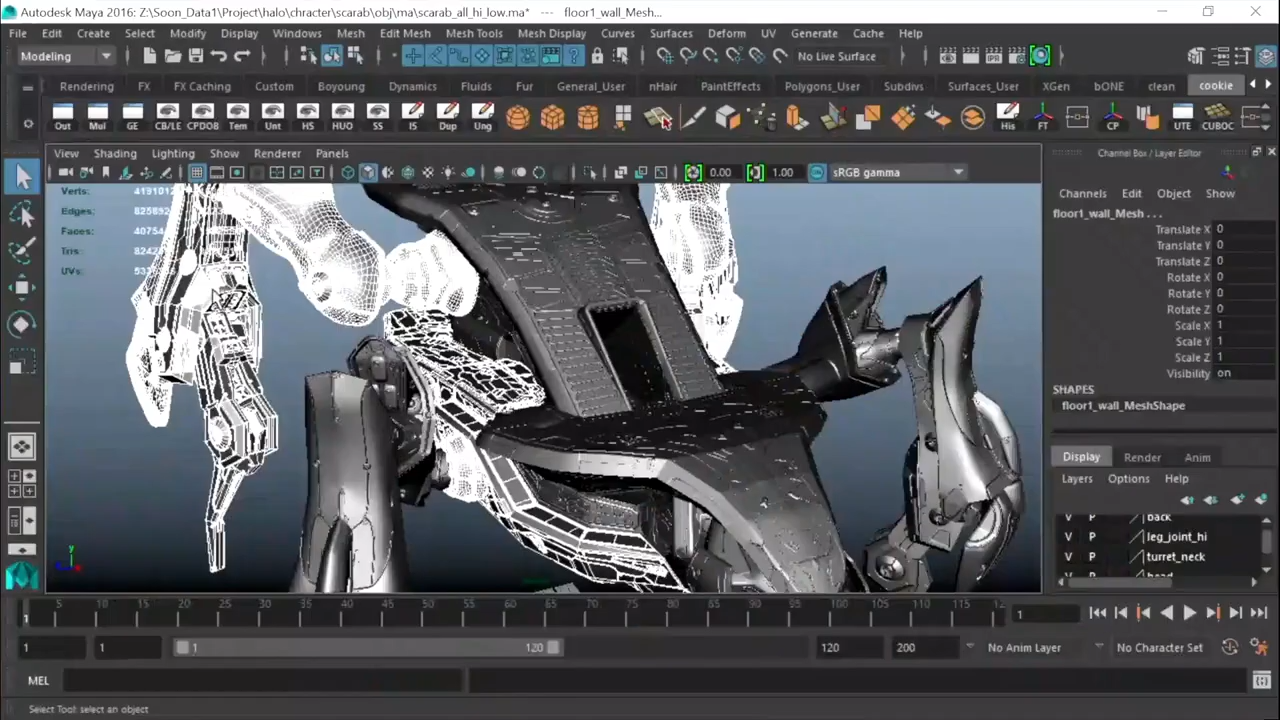 Autodesk Maya 2016: Z:\Soon_Data1\Project\halo\chracter\scarab\obj\ma\scarab_all_hi_low.ma* --- floor1_wall_Mesh...
File Edit Create Select Modify Display Windows Mesh Edit Mesh Mesh Tools Mesh Display Curves Surfaces Deform UV Generate Cache Help
Modeling No Live Surface
Rendering FX FX Caching Custom Boyoung Dynamics Fluids Fur General_User nHair PaintEffects Polygons_User Subdivs Surfaces_User XGen bONE clean cookie
Out Mul GE CB/LE CPDOB Tem Unt HS HUO SS IS Dup Ung His FT CP UTE CUBOC
View Shading Lighting Show Renderer Panels
0.00 1.00 sRGB gamma
Verts:
Edges:
Faces:
Tris:
UVs:
y
Channel Box / Layer Editor
Channels Edit Object Show
floor1_wall_Mesh . . .
Translate X 0
Translate Y 0
Translate Z 0
Rotate X 0
Rotate Y 0
Rotate Z 0
Scale X 1
Scale Y 1
Scale Z 1
Visibility on
SHAPES
floor1_wall_MeshShape
Display Render Anim
Layers Options Help
V P back
V P leg_joint_hi
V P turret_neck
V P head
1 5 10 15 20 25 30 35 40 45 50 55 60 65 70 75 80 85 90 95 100 105 110 115 12 1
1 1 1 120 120 200 No Anim Layer No Character Set
MEL
Select Tool: select an object